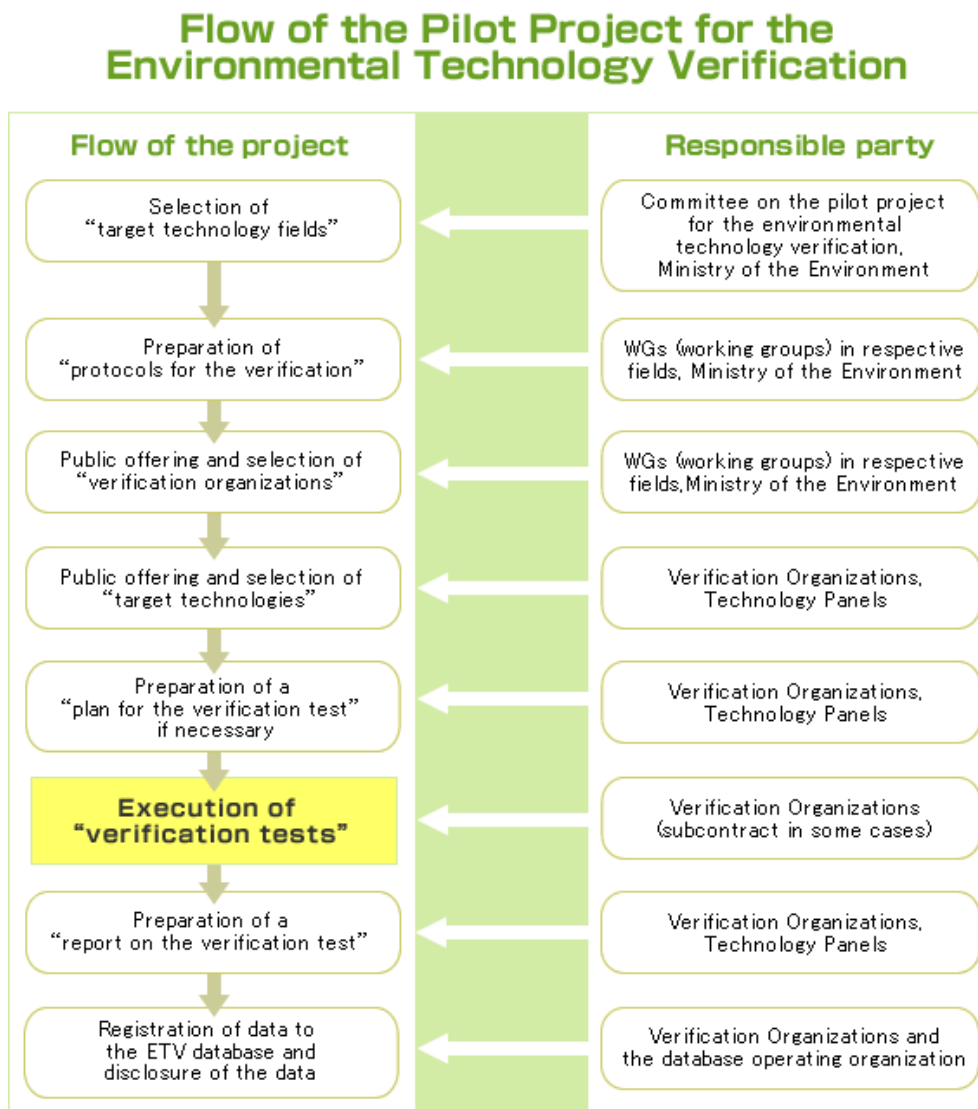 Flow of the Pilot Project for the
Environmental Technology Verification
Flow of the project
Responsible party
Selection of
“target technology fields”
Committee on the pilot project
for the environmental
technology verification,
Ministry of the Environment
Preparation of
“protocols for the verification”
WGs (working groups) in respective
fields, Ministry of the Environment
Public offering and selection of
“verification organizations”
WGs (working groups) in respective
fields,Ministry of the Environment
Public offering and selection of
“target technologies”
Verification Organizations,
Technology Panels
Preparation of a
“plan for the verification test”
if necessary
Verification Organizations,
Technology Panels
Execution of
“verification tests”
Verification Organizations
(subcontract in some cases)
Preparation of a
“report on the verification test”
Verification Organizations,
Technology Panels
Registration of data to
the ETV database and
disclosure of the data
Verification Organizations and
the database operating organization